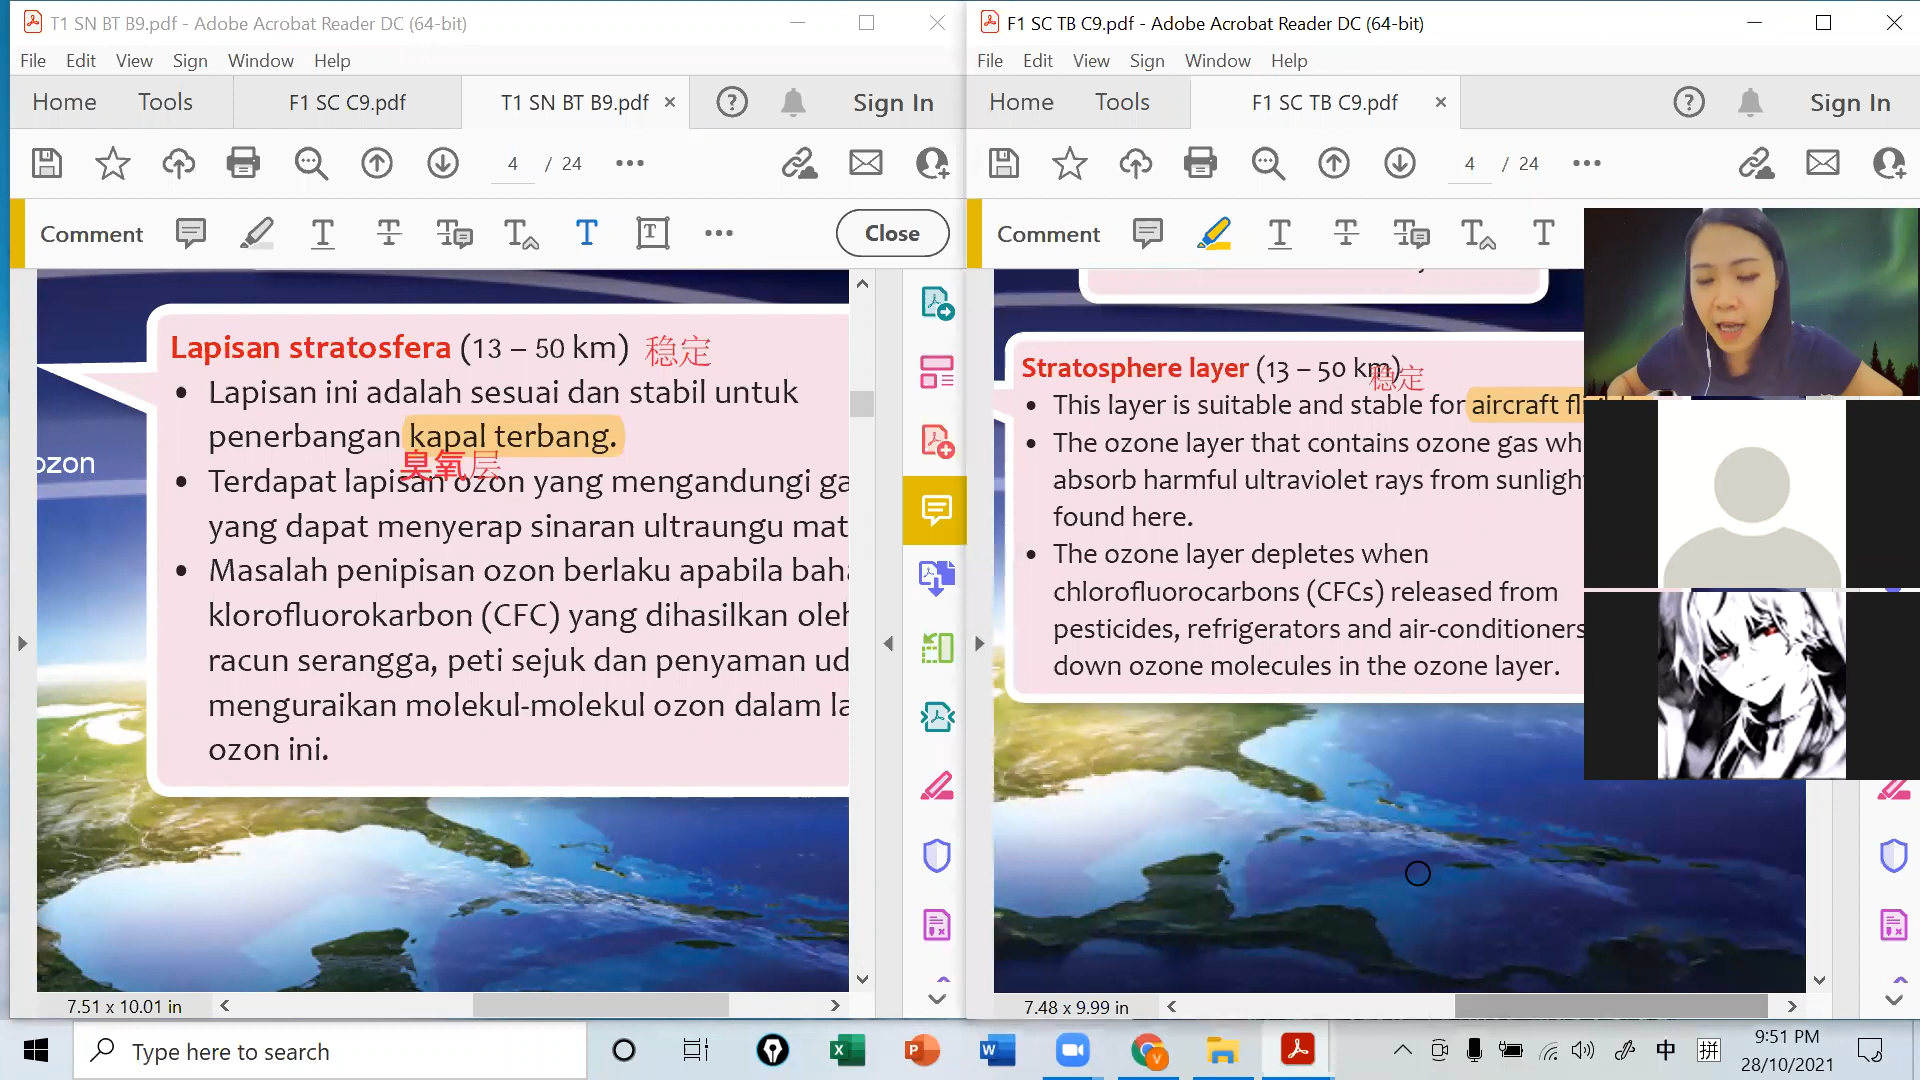 T1 SN BT B9.pdf - Adobe Acrobat Reader DC (64-bit)
File Edit View Sign Window Help
Home Tools F1 SC C9.pdf T1 SN BT B9.pdf × ? Sign In
4 / 24
Comment Close
ozon
Lapisan stratosfera (13 – 50 km) 稳定
• Lapisan ini adalah sesuai dan stabil untuk
penerbangan kapal terbang.
臭氧层
• Terdapat lapisan ozon yang mengandungi ga
yang dapat menyerap sinaran ultraungu mat
• Masalah penipisan ozon berlaku apabila baha
klorofluorokarbon (CFC) yang dihasilkan oleh
racun serangga, peti sejuk dan penyaman ud
menguraikan molekul-molekul ozon dalam la
ozon ini.
7.51 x 10.01 in
F1 SC TB C9.pdf - Adobe Acrobat Reader DC (64-bit)
File Edit View Sign Window Help
Home Tools F1 SC TB C9.pdf × ? Sign In
4 / 24
Comment
Stratosphere layer (13 – 50 km)
稳定
• This layer is suitable and stable for aircraft fli
• The ozone layer that contains ozone gas wh
absorb harmful ultraviolet rays from sunligh
found here.
• The ozone layer depletes when
chlorofluorocarbons (CFCs) released from
pesticides, refrigerators and air-conditioners
down ozone molecules in the ozone layer.
7.48 x 9.99 in
Type here to search
中 拼
9:51 PM
28/10/2021